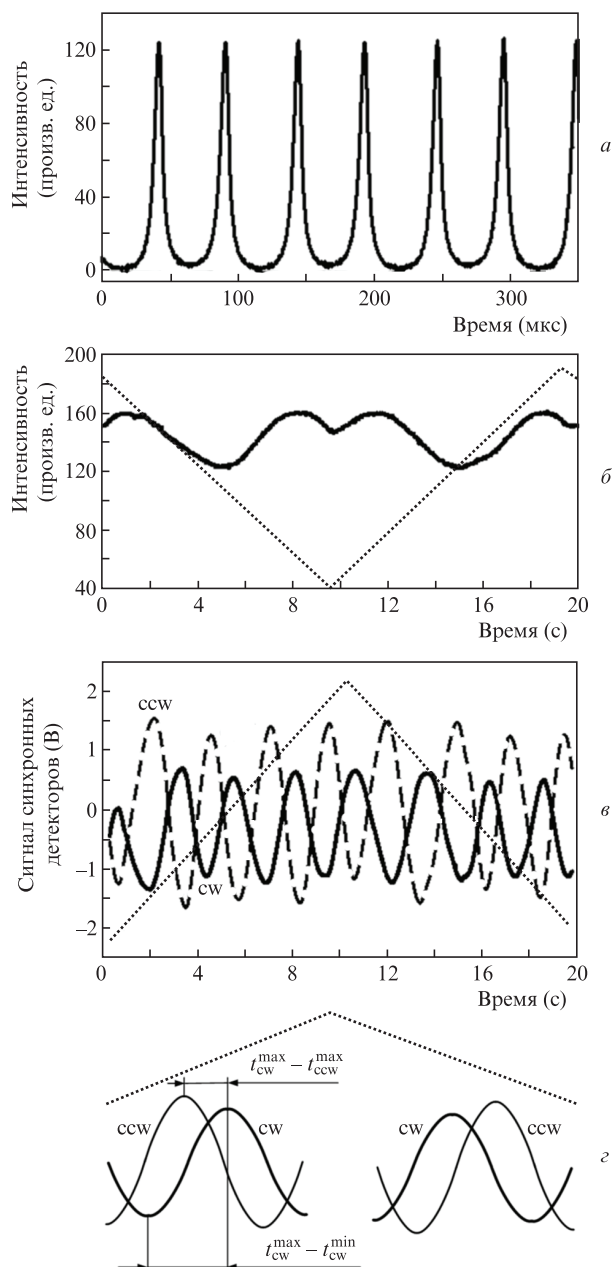 Интенсивность
(произв. ед.)
120
80
40
0
а
0
100
200
300
Время (мкс)
Интенсивность
(произв. ед.)
200
160
120
80
40
б
0
4
8
12
16
20
Время (с)
Сигнал синхронных
детекторов (В)
2
1
0
–1
–2
ccw
cw
в
0
4
8
12
16
20
Время (с)
t_cw^max – t_ccw^max
ccw
cw
cw
ccw
г
t_cw^max – t_cw^min